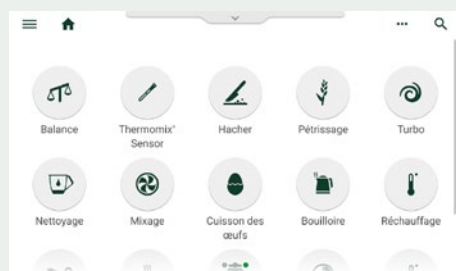 Balance
Thermomix®
Sensor
Hacher
Pétrissage
Turbo
Nettoyage
Mixage
Cuisson des
œufs
Bouilloire
Réchauffage